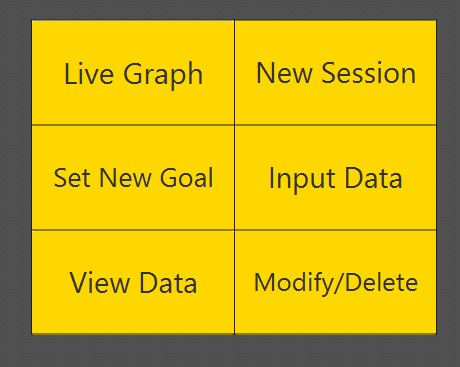 Live Graph
New Session
Set New Goal
Input Data
View Data
Modify/Delete